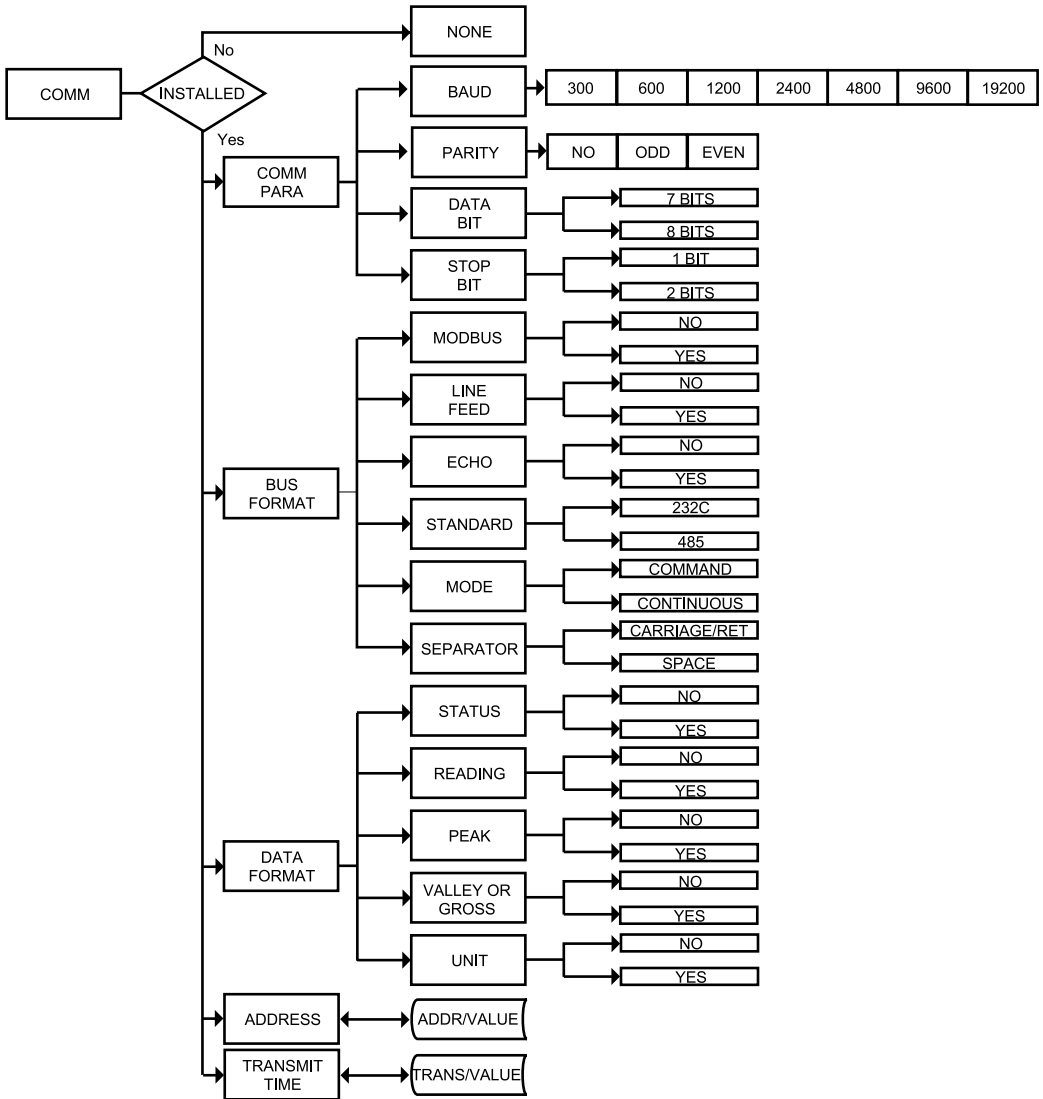 NONE
No
COMM
INSTALLED
BAUD
300 600 1200 2400 4800 9600 19200
Yes
COMM
PARA
PARITY
NO ODD EVEN
DATA
BIT
7 BITS
8 BITS
STOP
BIT
1 BIT
2 BITS
BUS
FORMAT
MODBUS
NO
YES
LINE
FEED
NO
YES
ECHO
NO
YES
STANDARD
232C
485
MODE
COMMAND
CONTINUOUS
SEPARATOR
CARRIAGE/RET
SPACE
DATA
FORMAT
STATUS
NO
YES
READING
NO
YES
PEAK
NO
YES
VALLEY OR
GROSS
NO
YES
UNIT
NO
YES
ADDRESS
ADDR/VALUE
TRANSMIT
TIME
TRANS/VALUE